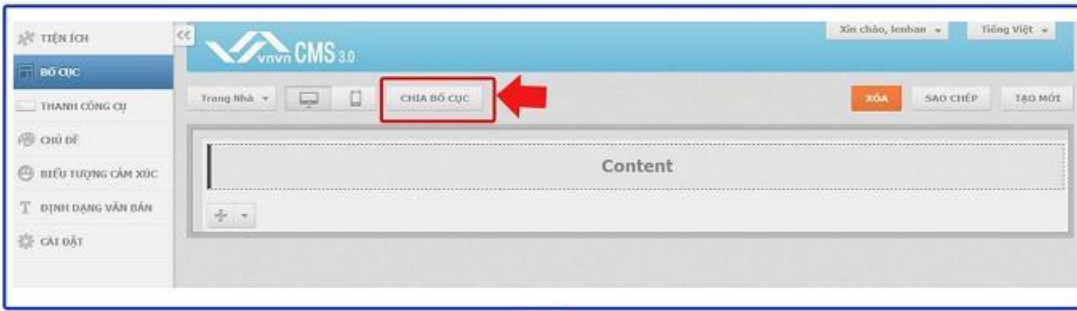 TIỆN ÍCH
BỐ CỤC
THANH CÔNG CỤ
CHỦ ĐỀ
BIỂU TƯỢNG CẢM XÚC
ĐỊNH DẠNG VĂN BẢN
CÀI ĐẶT
<<
vnvn CMS 3.0
Xin chào, lenhan
Tiếng Việt
Trang Nhà
CHIA BỐ CỤC
XÓA
SAO CHÉP
TẠO MỚI
Content